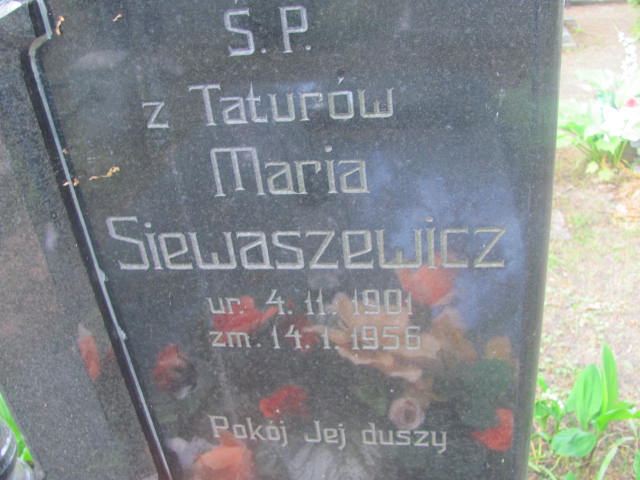 Ś.P.
z Taturów
Maria
Siewaszewicz
ur. 4.11.1901
zm. 14.1.1956
Pokój Jej duszy